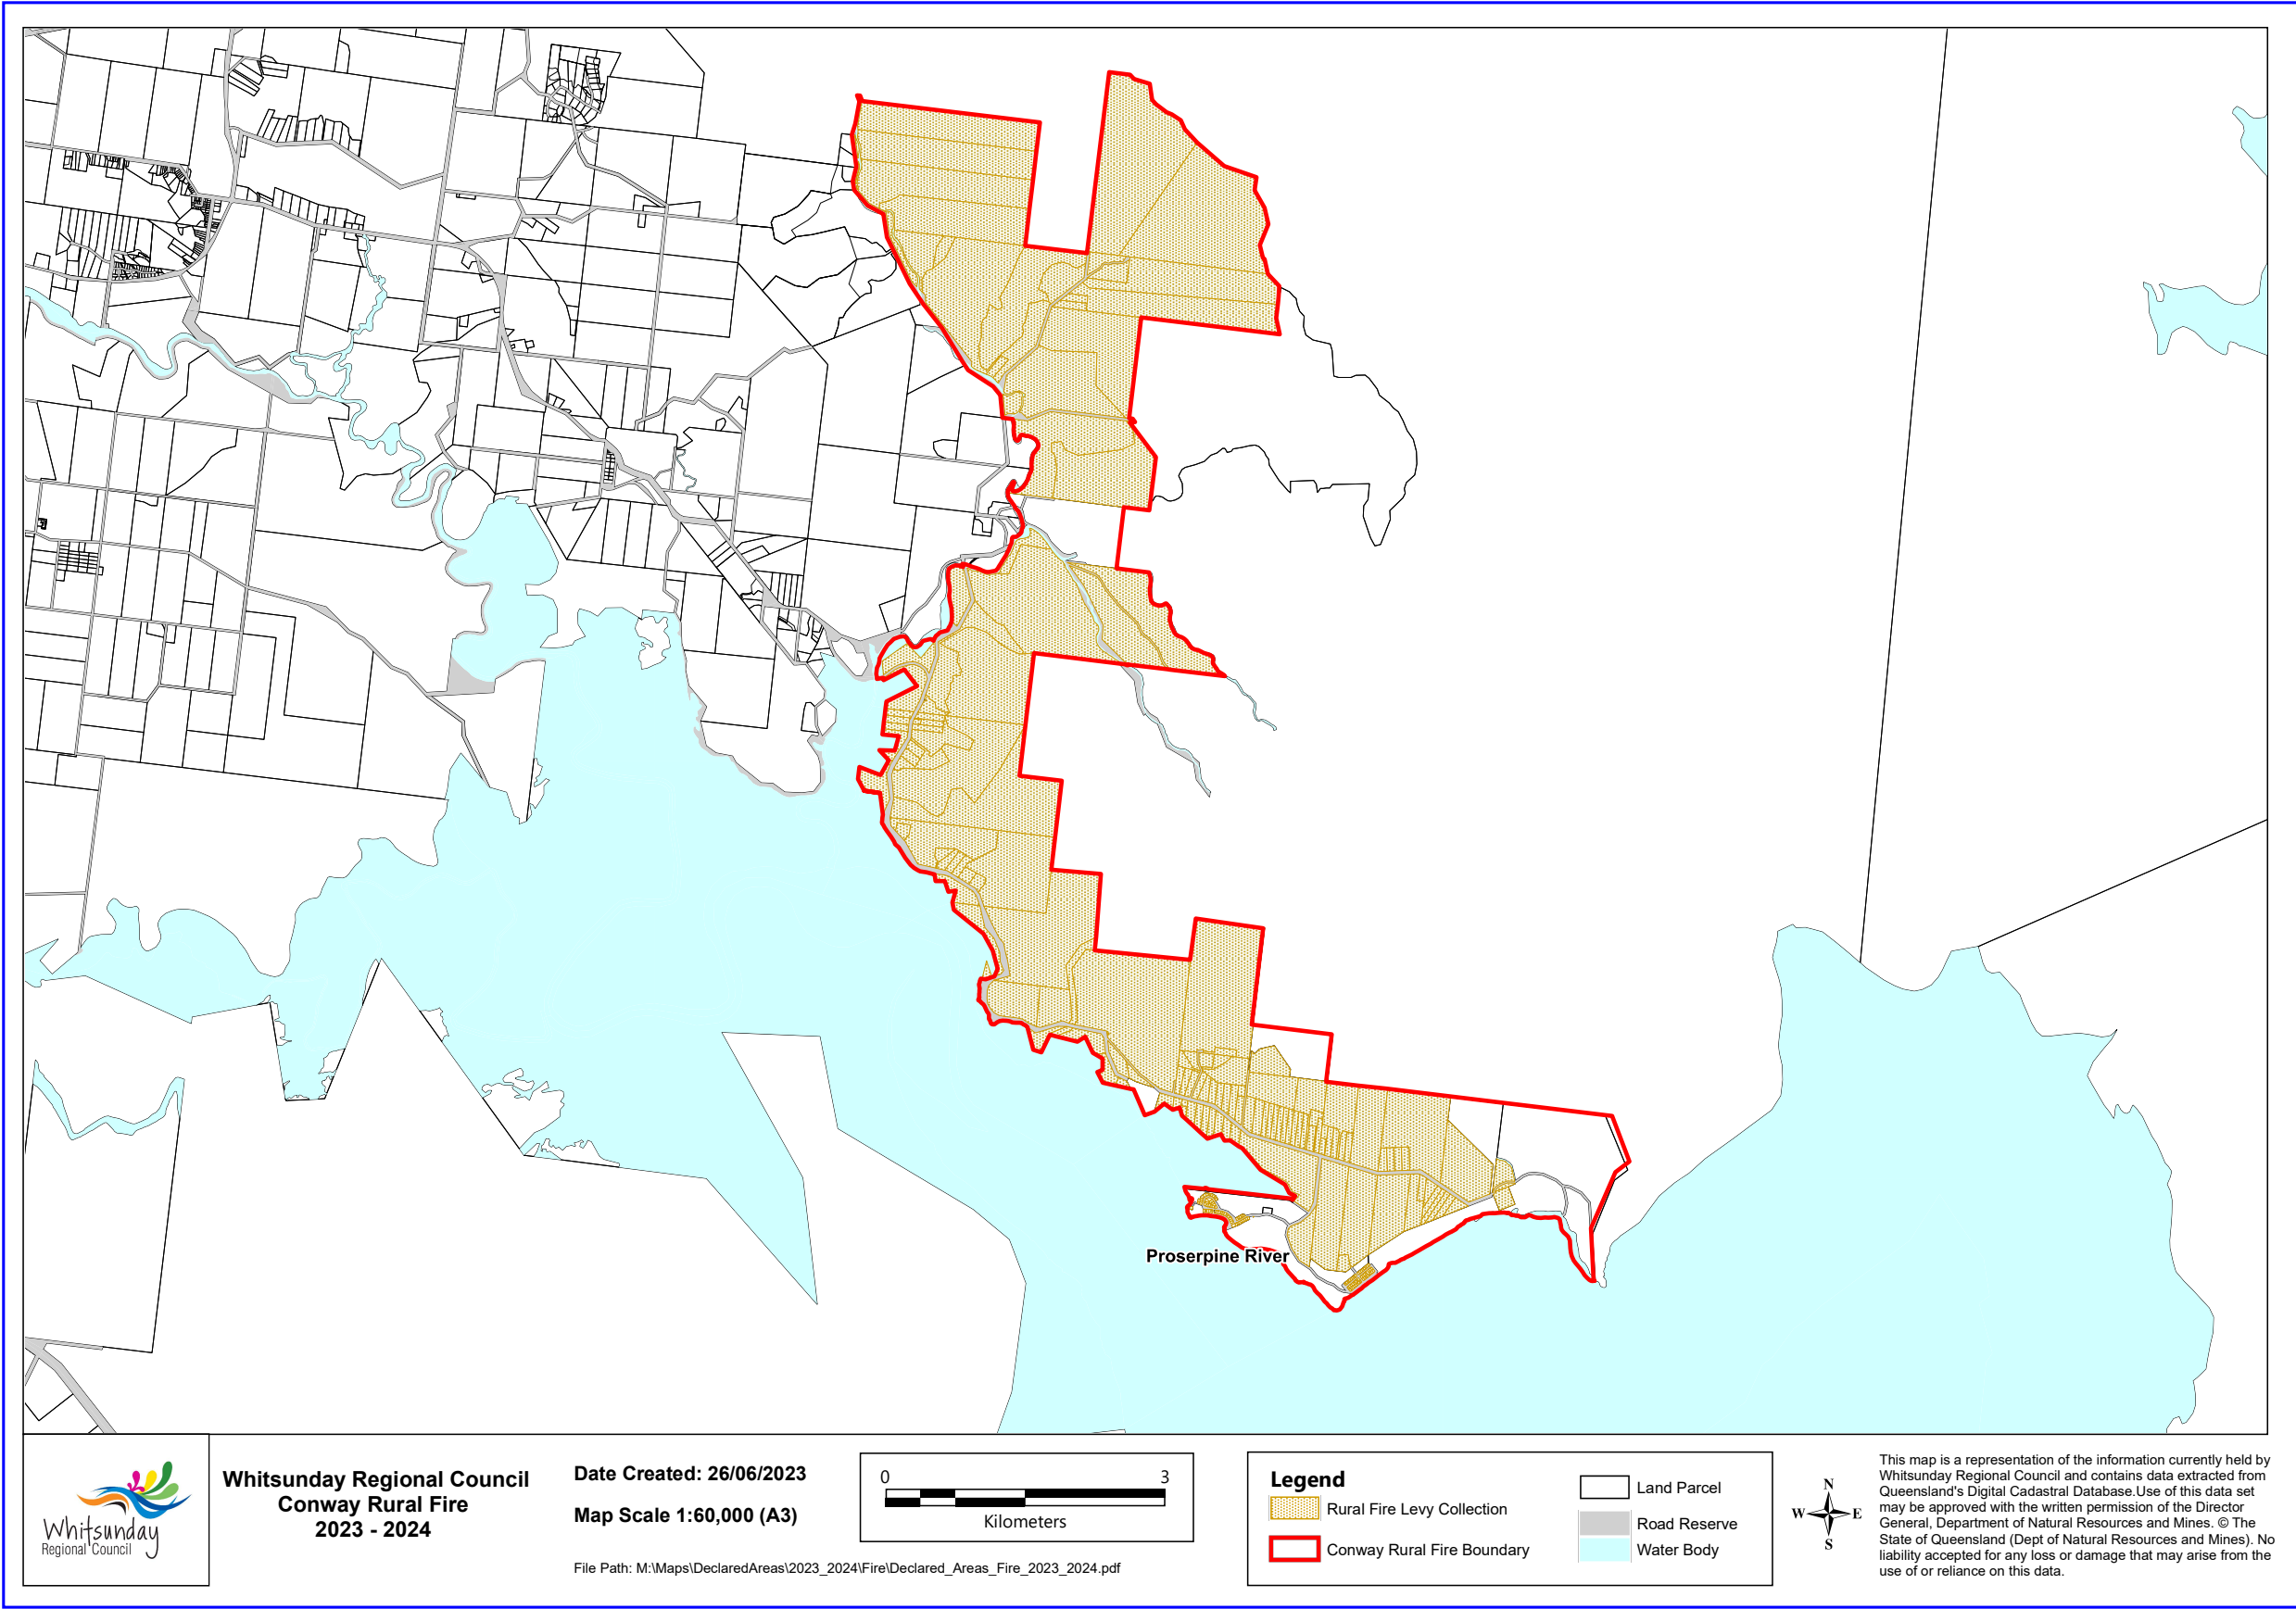 Proserpine River
Whitsunday
Regional Council
Whitsunday Regional Council
Conway Rural Fire
2023 - 2024
Date Created: 26/06/2023
Map Scale 1:60,000 (A3)
File Path: M:\Maps\DeclaredAreas\2023_2024\Fire\Declared_Areas_Fire_2023_2024.pdf
0 3
Kilometers
Legend
Rural Fire Levy Collection
Conway Rural Fire Boundary
Land Parcel
Road Reserve
Water Body
N
W E
S
This map is a representation of the information currently held by
Whitsunday Regional Council and contains data extracted from
Queensland's Digital Cadastral Database.Use of this data set
may be approved with the written permission of the Director
General, Department of Natural Resources and Mines. © The
State of Queensland (Dept of Natural Resources and Mines). No
liability accepted for any loss or damage that may arise from the
use of or reliance on this data.